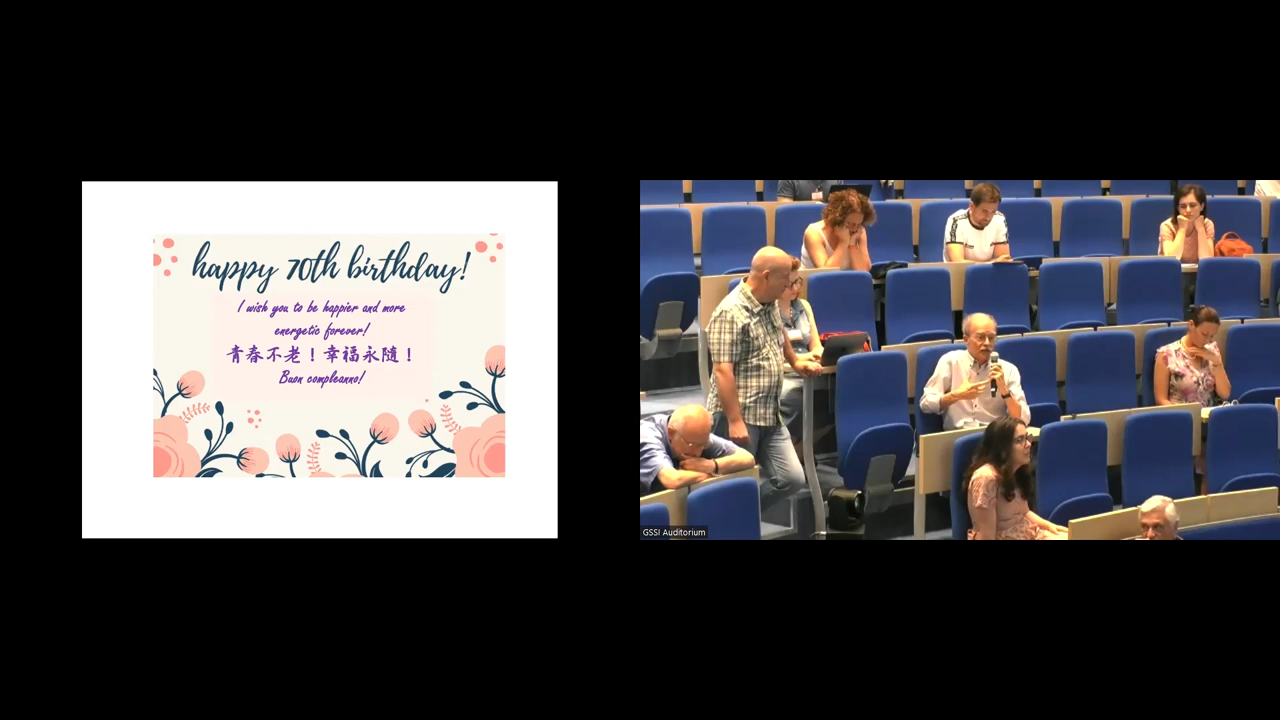 happy 70th birthday!
I wish you to be happier and more
energetic forever!
青春不老！幸福永随！
Buon compleanno!
GSSI Auditorium